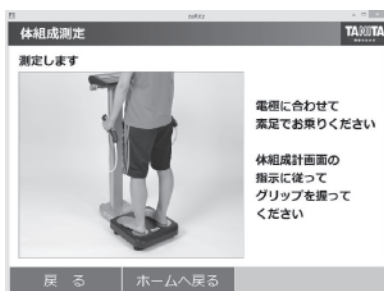 体組成測定
TANITA
測定します
電極に合わせて
素足でお乗りください
体組成計画面の
指示に従って
グリップを握って
ください
戻る
ホームへ戻る